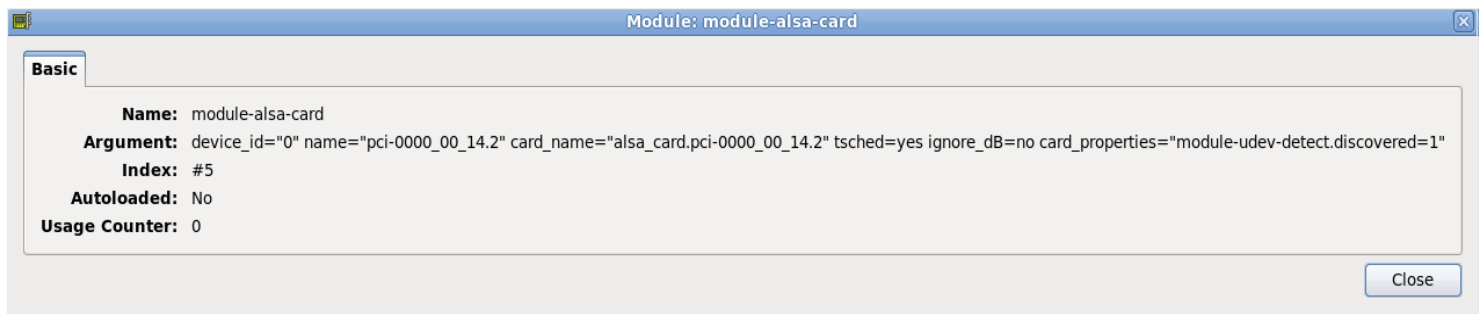 Module: module-alsa-card
Basic
Name: module-alsa-card
Argument: device_id="0" name="pci-0000_00_14.2" card_name="alsa_card.pci-0000_00_14.2" tsched=yes ignore_dB=no card_properties="module-udev-detect.discovered=1"
Index: #5
Autoloaded: No
Usage Counter: 0
Close